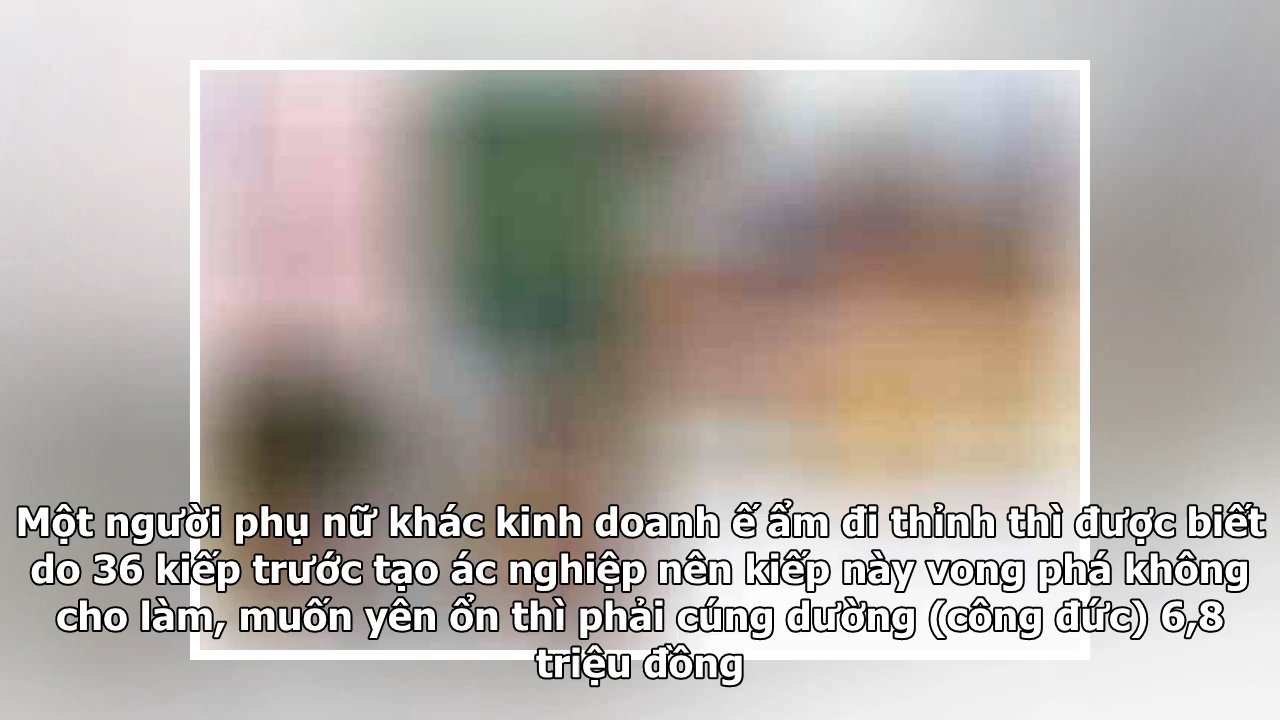 Một người phụ nữ khác kinh doanh ế ẩm đi thỉnh thì được biết
do 36 kiếp trước tạo ác nghiệp nên kiếp này vong phá không
cho làm, muốn yên ổn thì phải cúng dường (công đức) 6,8
triệu đồng